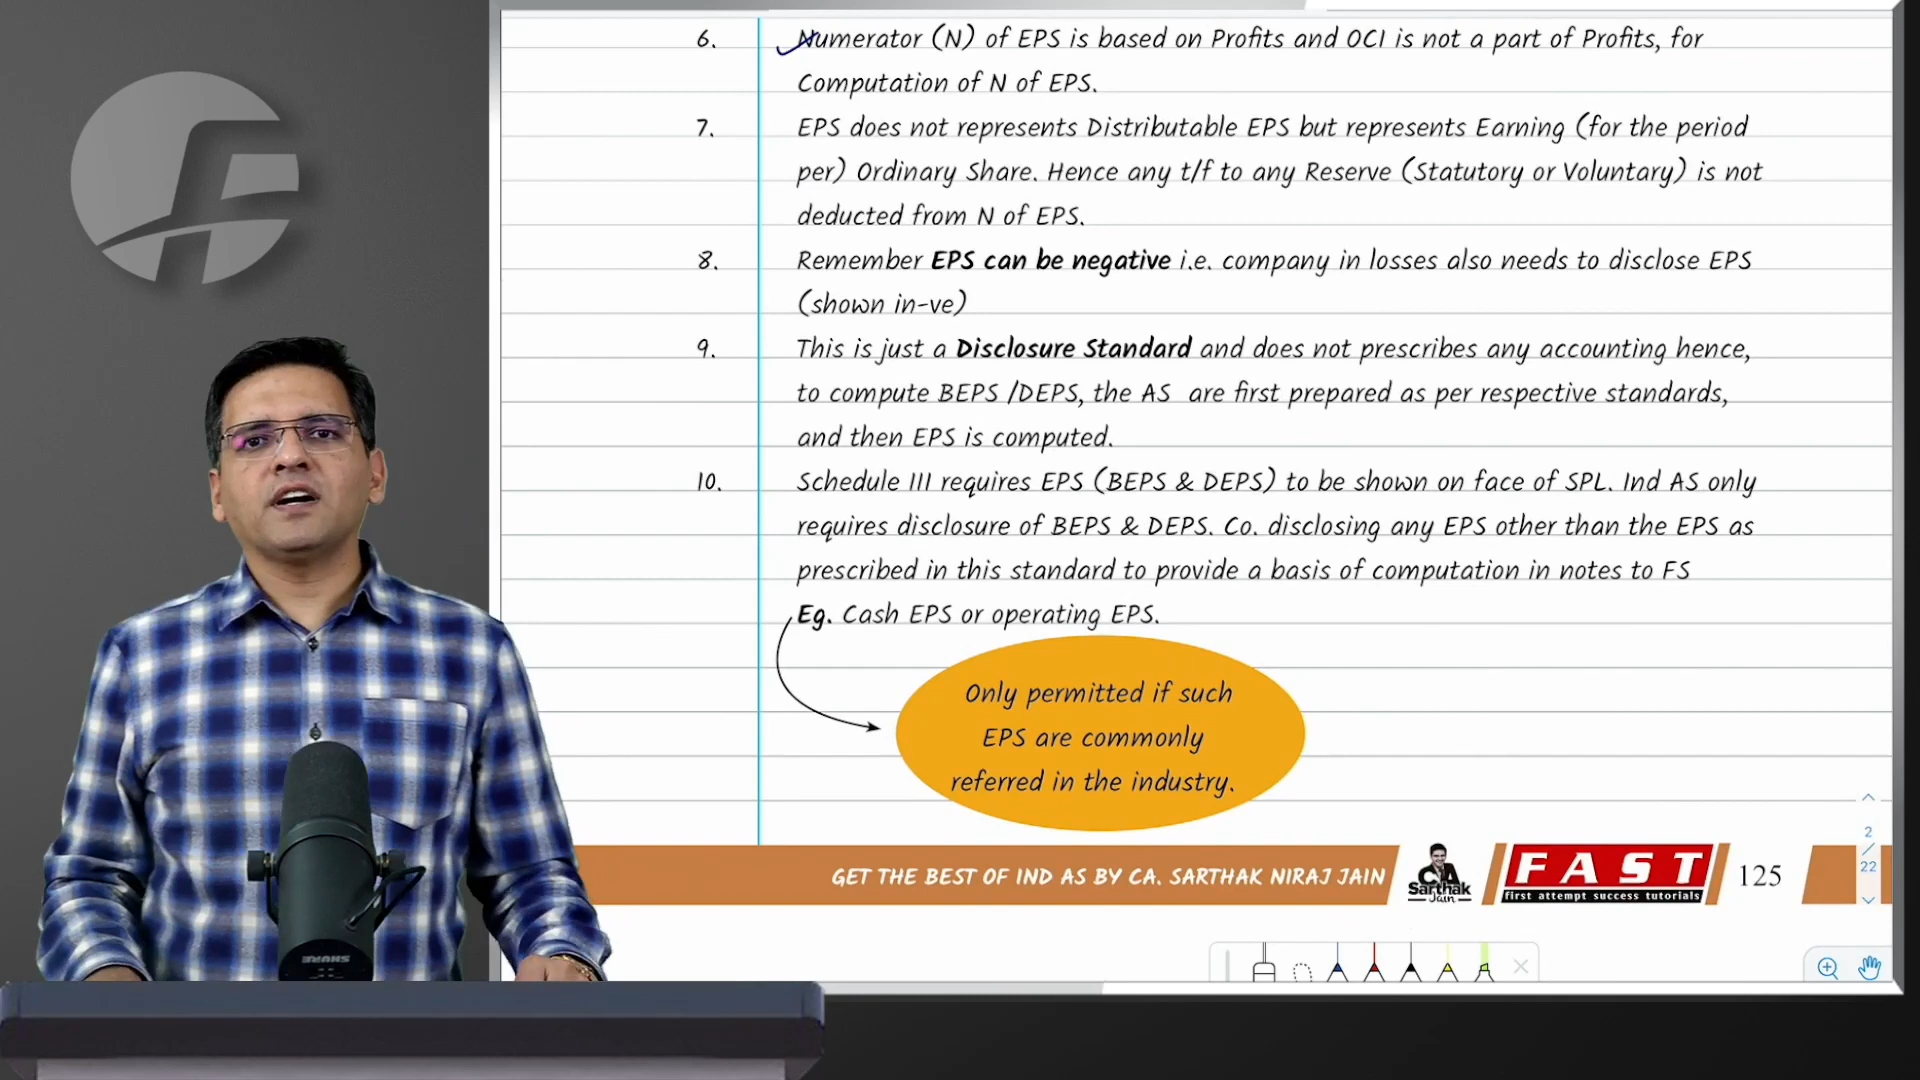 6. Numerator (N) of EPS is based on Profits and OCI is not a part of Profits, for
Computation of N of EPS.
7. EPS does not represents Distributable EPS but represents Earning (for the period
per) Ordinary Share. Hence any t/f to any Reserve (Statutory or Voluntary) is not
deducted from N of EPS.
8. Remember EPS can be negative i.e. company in losses also needs to disclose EPS
(shown in-ve)
9. This is just a Disclosure Standard and does not prescribes any accounting hence,
to compute BEPS /DEPS, the AS are first prepared as per respective standards,
and then EPS is computed.
10. Schedule III requires EPS (BEPS & DEPS) to be shown on face of SPL. Ind AS only
requires disclosure of BEPS & DEPS. Co. disclosing any EPS other than the EPS as
prescribed in this standard to provide a basis of computation in notes to FS
Eg. Cash EPS or operating EPS.
Only permitted if such
EPS are commonly
referred in the industry.
2
/
22
GET THE BEST OF IND AS BY CA. SARTHAK NIRAJ JAIN
CA
Sarthak
Jain
FAST
first attempt success tutorials
125
SHURE